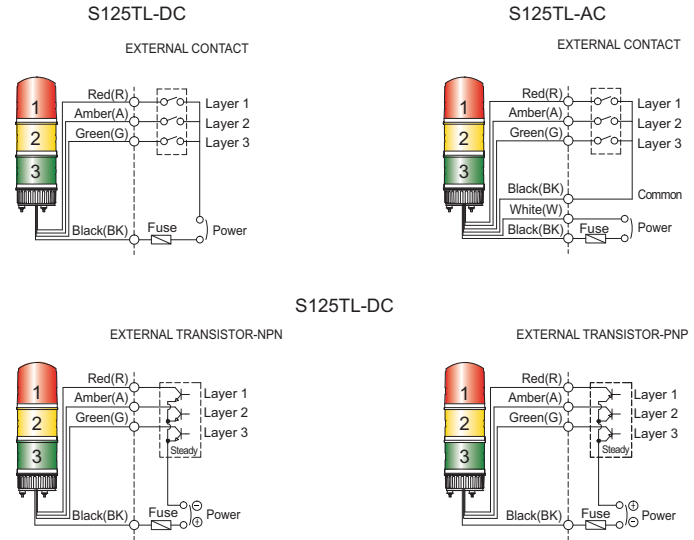 S125TL-DC
EXTERNAL CONTACT
1
2
3
Red(R)
Amber(A)
Green(G)
Layer 1
Layer 2
Layer 3
Black(BK)
Fuse
Power
S125TL-AC
EXTERNAL CONTACT
1
2
3
Red(R)
Amber(A)
Green(G)
Layer 1
Layer 2
Layer 3
Black(BK)
Common
White(W)
Black(BK)
Fuse
Power
S125TL-DC
EXTERNAL TRANSISTOR-NPN
1
2
3
Red(R)
Amber(A)
Green(G)
Layer 1
Layer 2
Layer 3
Steady
Black(BK)
Fuse
−
+
Power
EXTERNAL TRANSISTOR-PNP
1
2
3
Red(R)
Amber(A)
Green(G)
Layer 1
Layer 2
Layer 3
Steady
Black(BK)
Fuse
+
−
Power